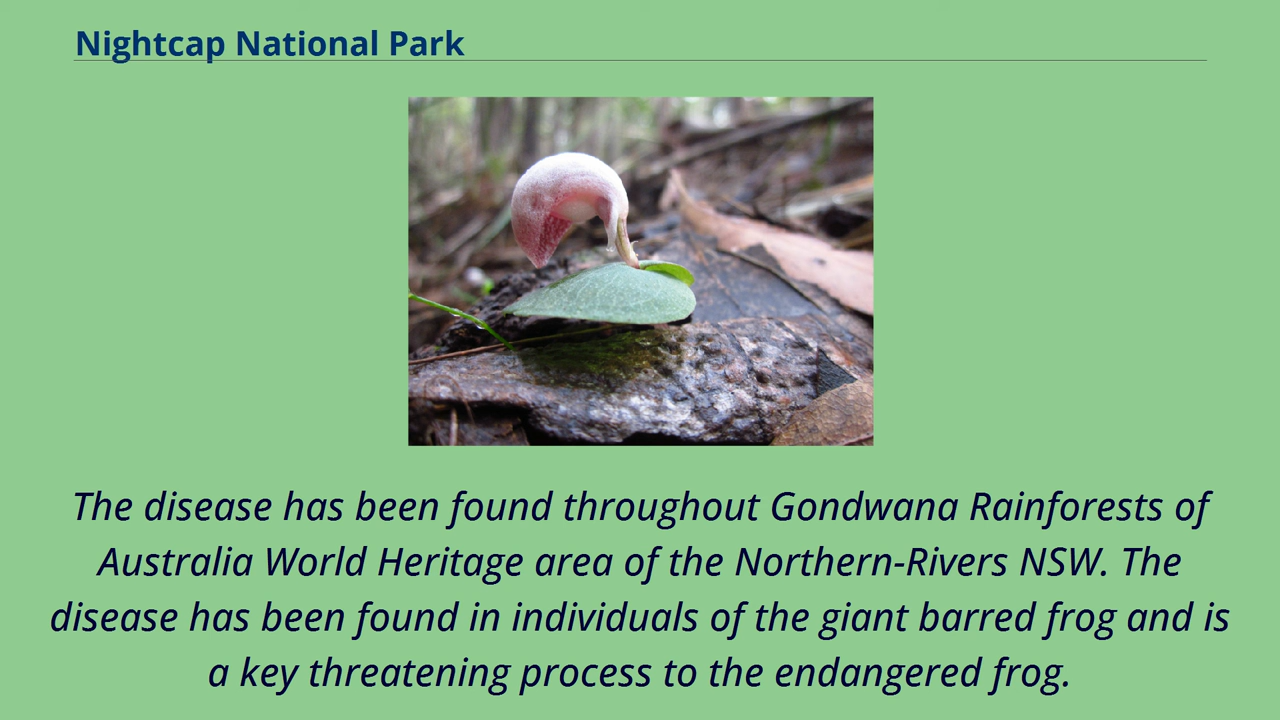 Nightcap National Park
The disease has been found throughout Gondwana Rainforests of
Australia World Heritage area of the Northern-Rivers NSW. The
disease has been found in individuals of the giant barred frog and is
a key threatening process to the endangered frog.